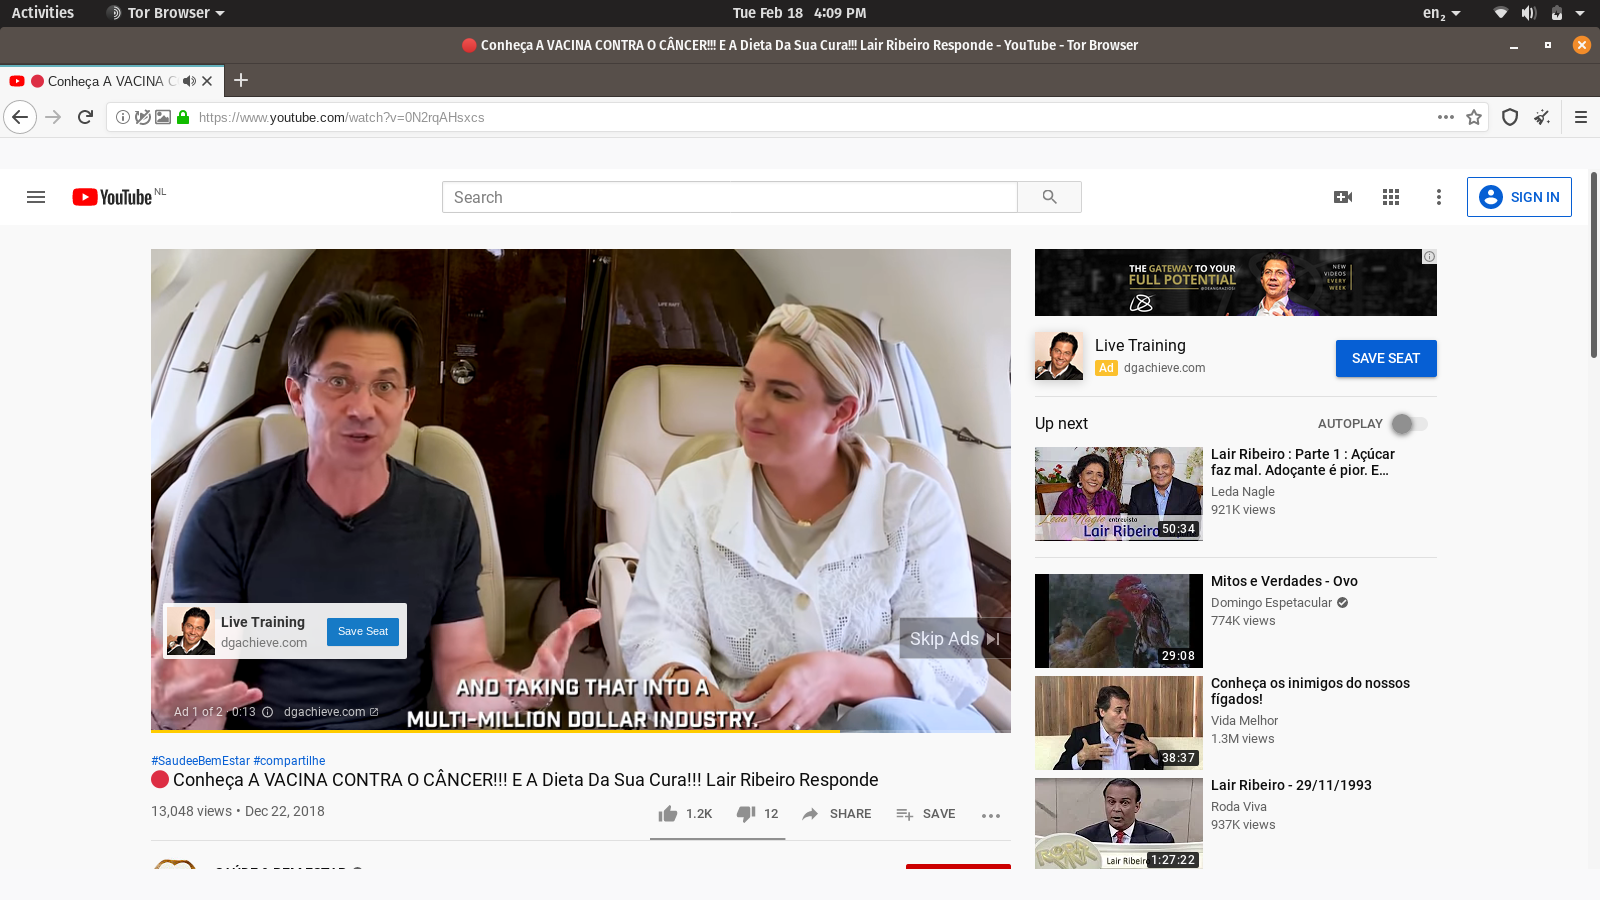 Activities
Tor Browser
Tue Feb 18 4:09 PM
en₂
Conheça A VACINA CONTRA O CÂNCER!!! E A Dieta Da Sua Cura!!! Lair Ribeiro Responde - YouTube - Tor Browser
Conheça A VACINA C
https://www.youtube.com/watch?v=0N2rqAHsxcs
YouTube NL
Search
SIGN IN
LIFE VEST
Live Training
dgachieve.com
Save Seat
Skip Ads
AND TAKING THAT INTO A
MULTI-MILLION DOLLAR INDUSTRY.
Ad 1 of 2 · 0:13
dgachieve.com
#SaudeeBemEstar #compartilhe
Conheça A VACINA CONTRA O CÂNCER!!! E A Dieta Da Sua Cura!!! Lair Ribeiro Responde
13,048 views • Dec 22, 2018
1.2K
12
SHARE
SAVE
THE GATEWAY TO YOUR
FULL POTENTIAL
@DEANGRAZIOSI
NEW
VIDEOS
EVERY
WEEK
Live Training
Ad dgachieve.com
SAVE SEAT
Up next
AUTOPLAY
Leda Nagle entrevista
Lair Ribeiro
50:34
Lair Ribeiro : Parte 1 : Açúcar
faz mal. Adoçante é pior. E...
Leda Nagle
921K views
29:08
Mitos e Verdades - Ovo
Domingo Espetacular
774K views
38:37
Conheça os inimigos do nossos
fígados!
Vida Melhor
1.3M views
Lair Ribeiro
1:27:22
Lair Ribeiro - 29/11/1993
Roda Viva
937K views